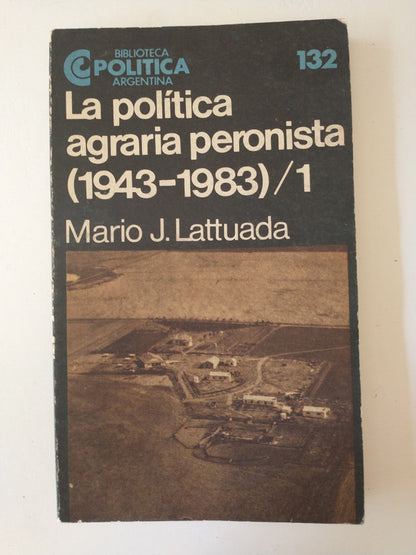 BIBLIOTECA
POLITICA
ARGENTINA
132
La política
agraria peronista
(1943-1983)/1
Mario J. Lattuada